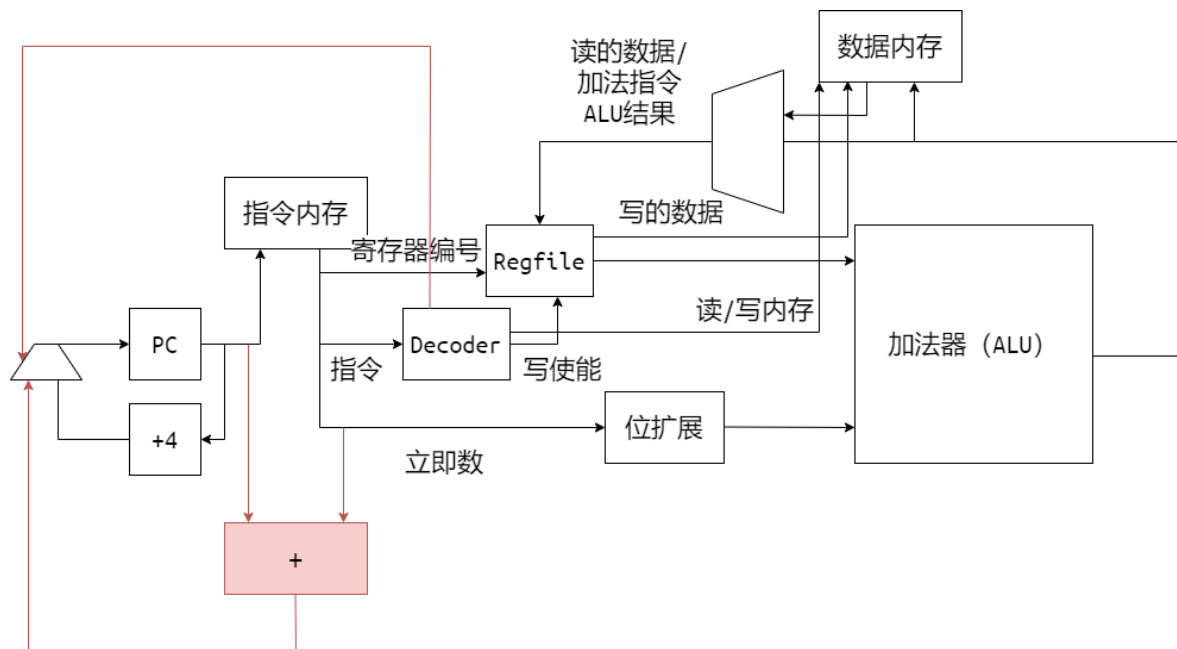 读的数据/
加法指令
ALU结果
数据内存
指令内存
寄存器编号
Regfile
写的数据
读/写内存
加法器（ALU）
PC
指令
Decoder
写使能
+4
立即数
位扩展
+